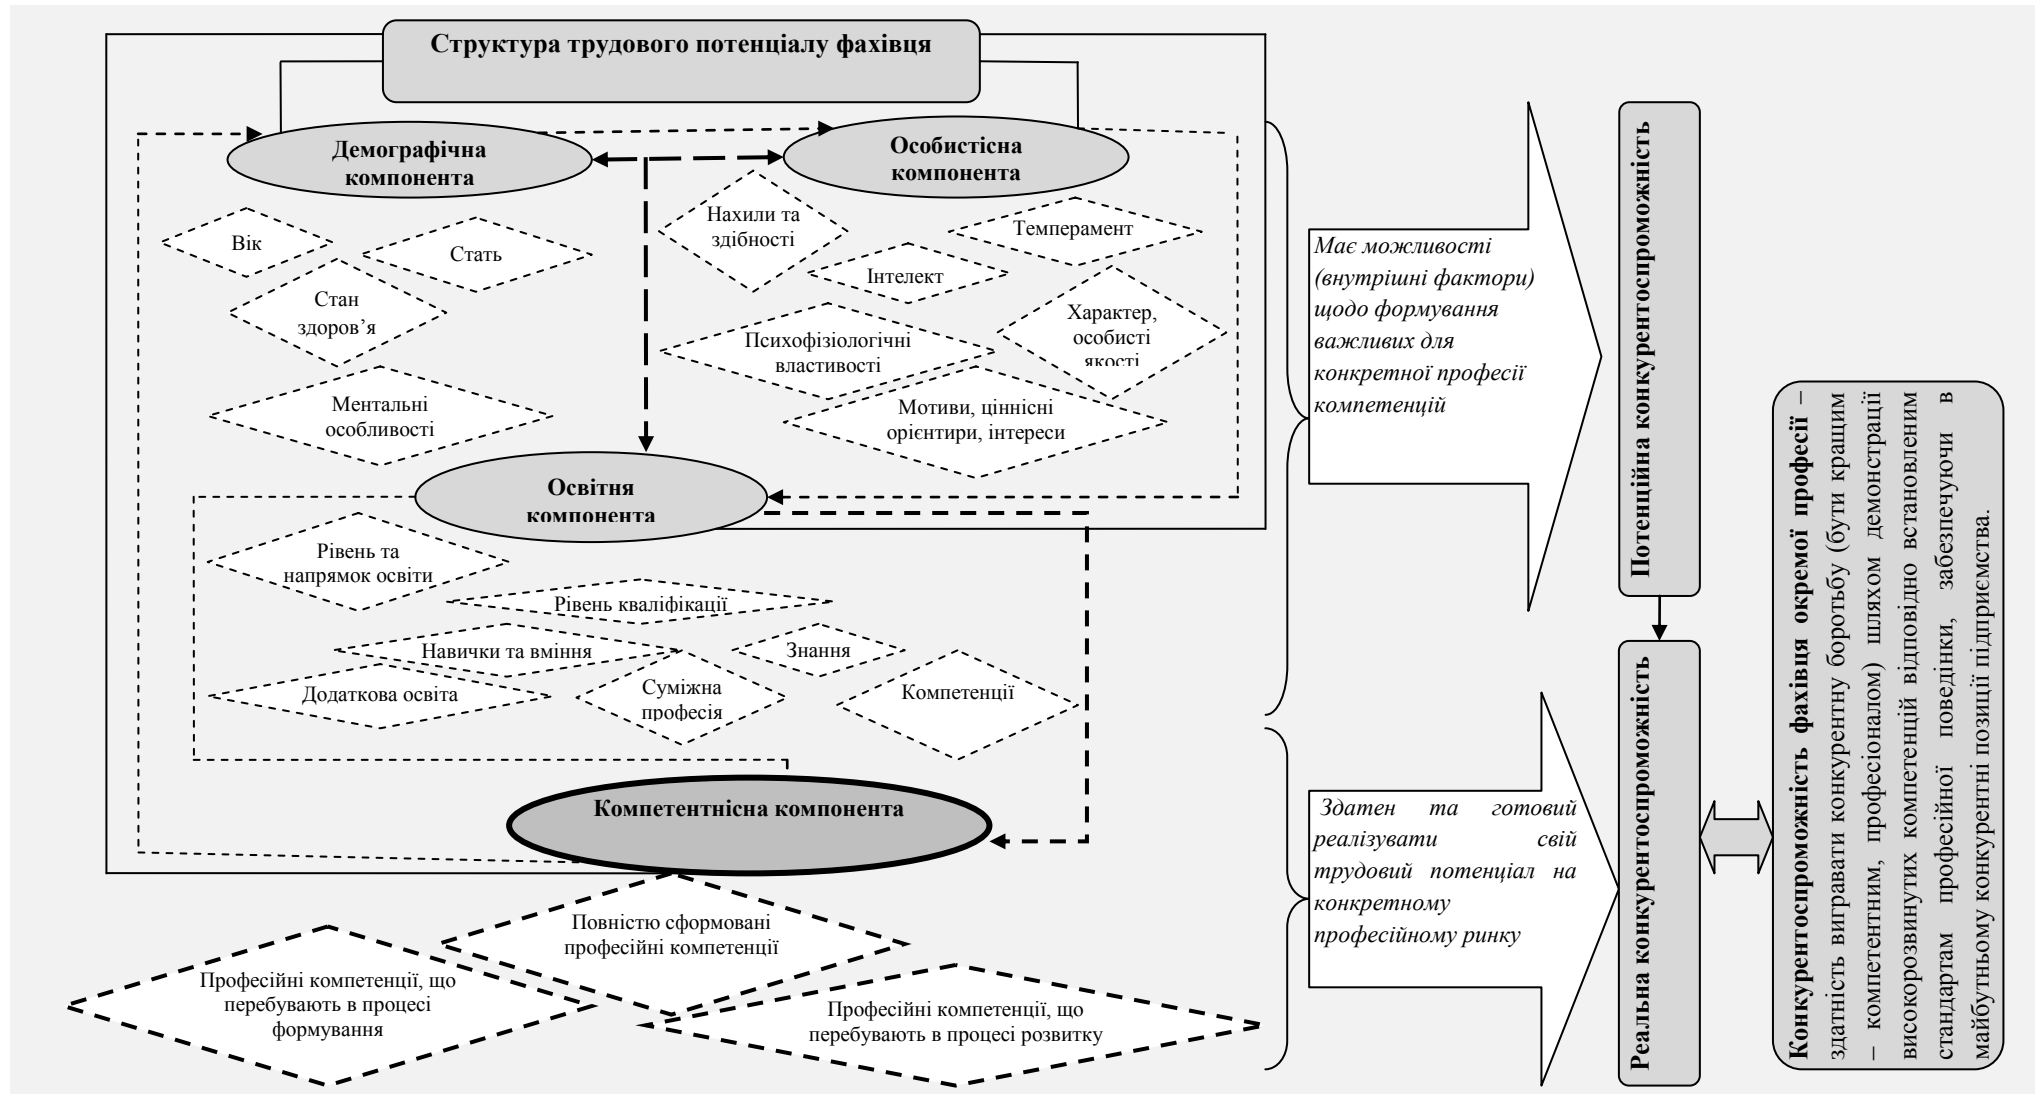 Структура трудового потенціалу фахівця
Демографічна
компонента
Особистісна
компонента
Вік
Стать
Стан
здоров’я
Ментальні
особливості
Нахили та
здібності
Темперамент
Інтелект
Характер,
особисті
якості
Психофізіологічні
властивості
Мотиви, ціннісні
орієнтири, інтереси
Освітня
компонента
Рівень та
напрямок освіти
Рівень кваліфікації
Навички та вміння
Знання
Додаткова освіта
Суміжна
професія
Компетенції
Компетентнісна компонента
Повністю сформовані
професійні компетенції
Професійні компетенції, що
перебувають в процесі
формування
Професійні компетенції, що
перебувають в процесі розвитку
Має можливості
(внутрішні фактори)
щодо формування
важливих для
конкретної професії
компетенцій
Здатен та готовий
реалізувати свій
трудовий потенціал на
конкретному
професійному ринку
Потенційна конкурентоспроможність
Реальна конкурентоспроможність
Конкурентоспроможність фахівця окремої професії –
здатність вигравати конкурентну боротьбу (бути кращим
– компетентним, професіоналом) шляхом демонстрації
високорозвинутих компетенцій відповідно встановленим
стандартам професійної поведінки, забезпечуючи в
майбутньому конкурентні позиції підприємства.